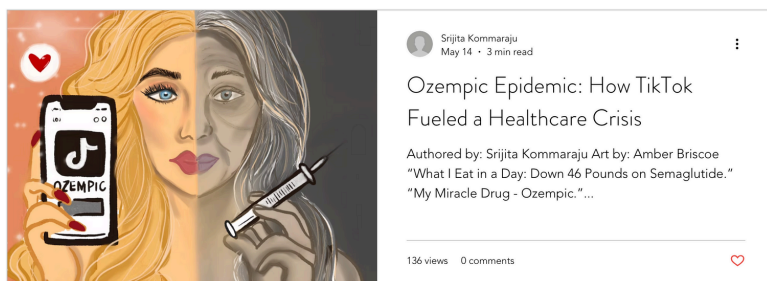 OZEMPIC
Srijita Kommaraju
May 14 · 3 min read
Ozempic Epidemic: How TikTok
Fueled a Healthcare Crisis
Authored by: Srijita Kommaraju Art by: Amber Briscoe
“What I Eat in a Day: Down 46 Pounds on Semaglutide.”
“My Miracle Drug - Ozempic.”...
136 views 0 comments